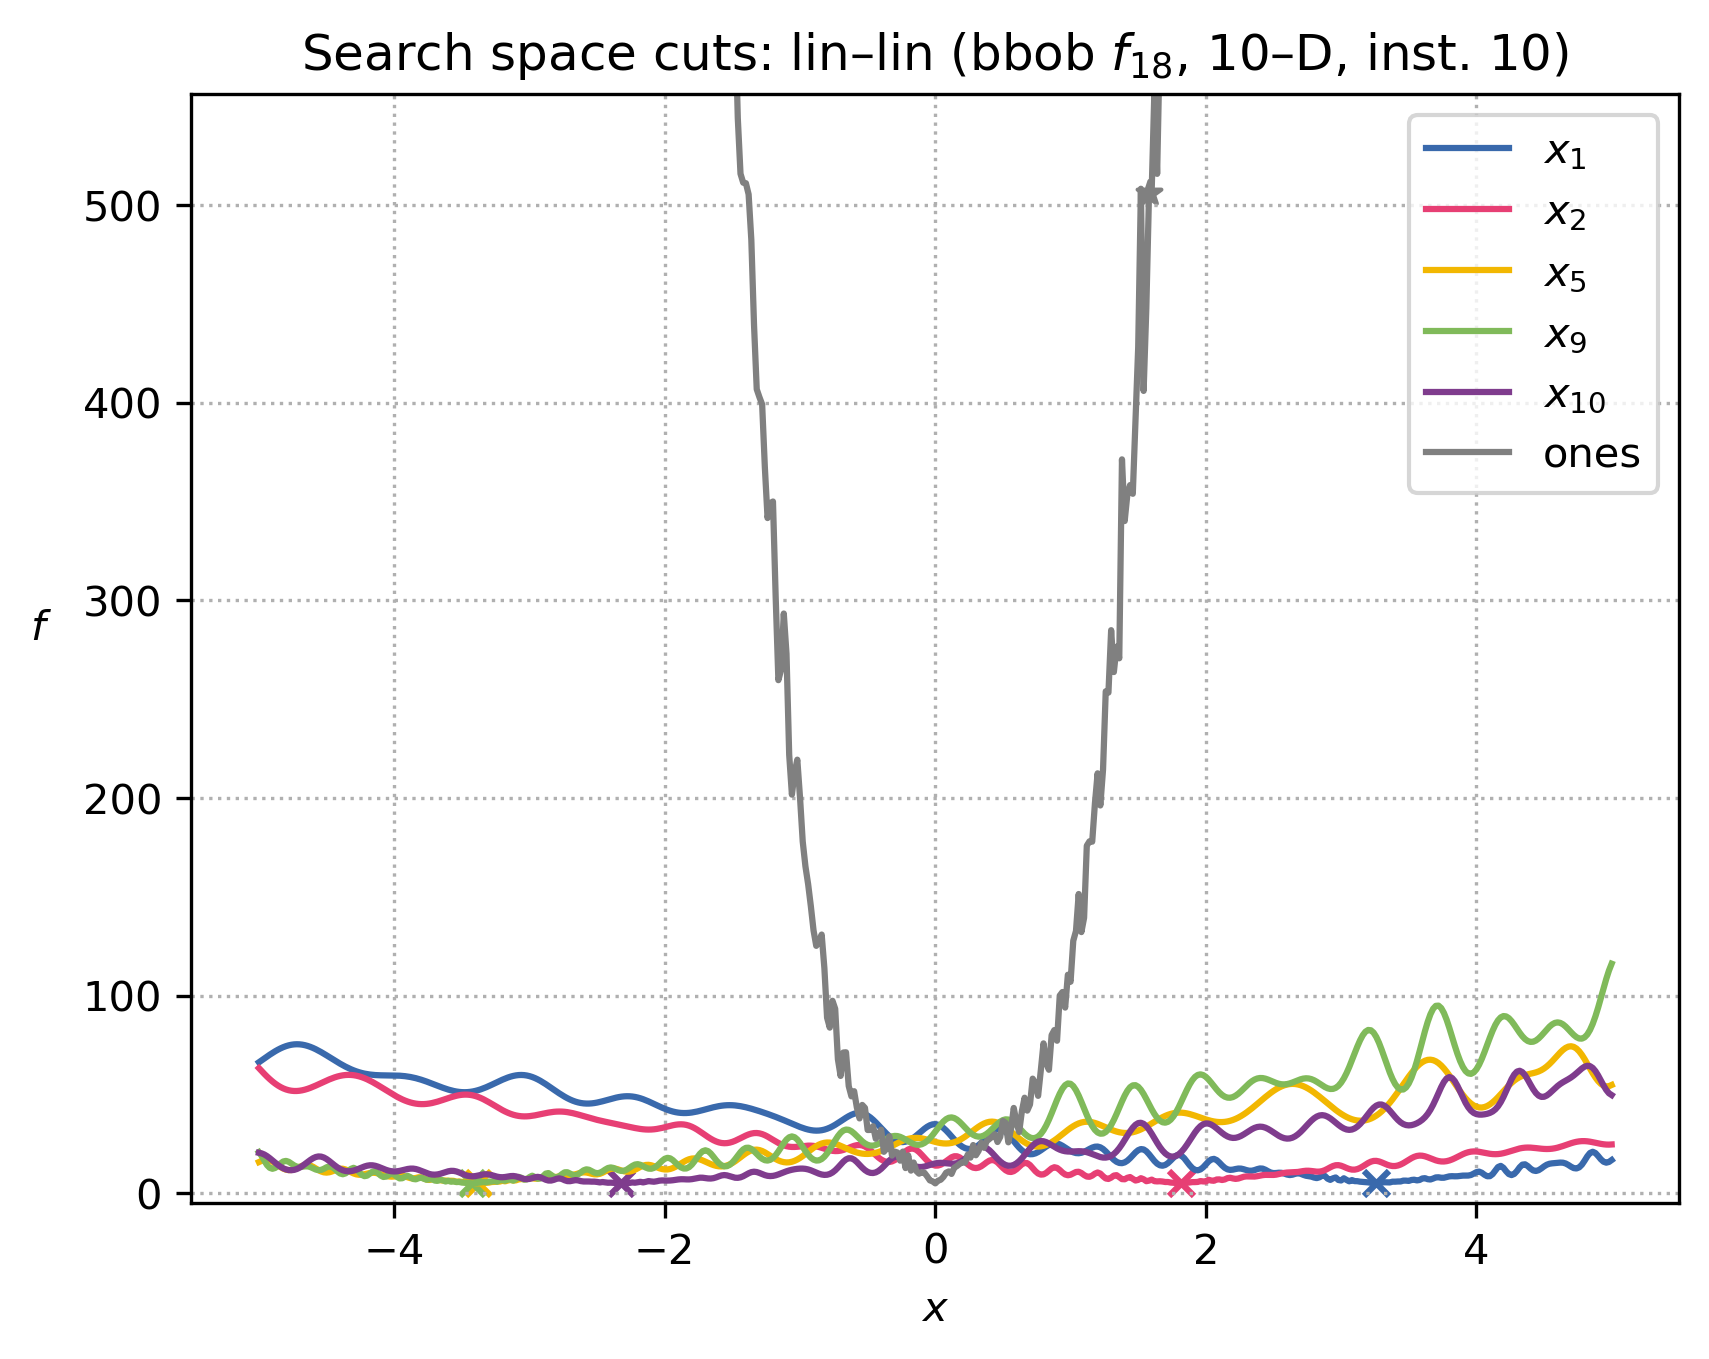 Search space cuts: lin–lin (bbob f₁₈, 10–D, inst. 10)
x₁
x₂
x₅
x₉
x₁₀
ones
500
400
300
200
100
0
f
−4
−2
0
2
4
x